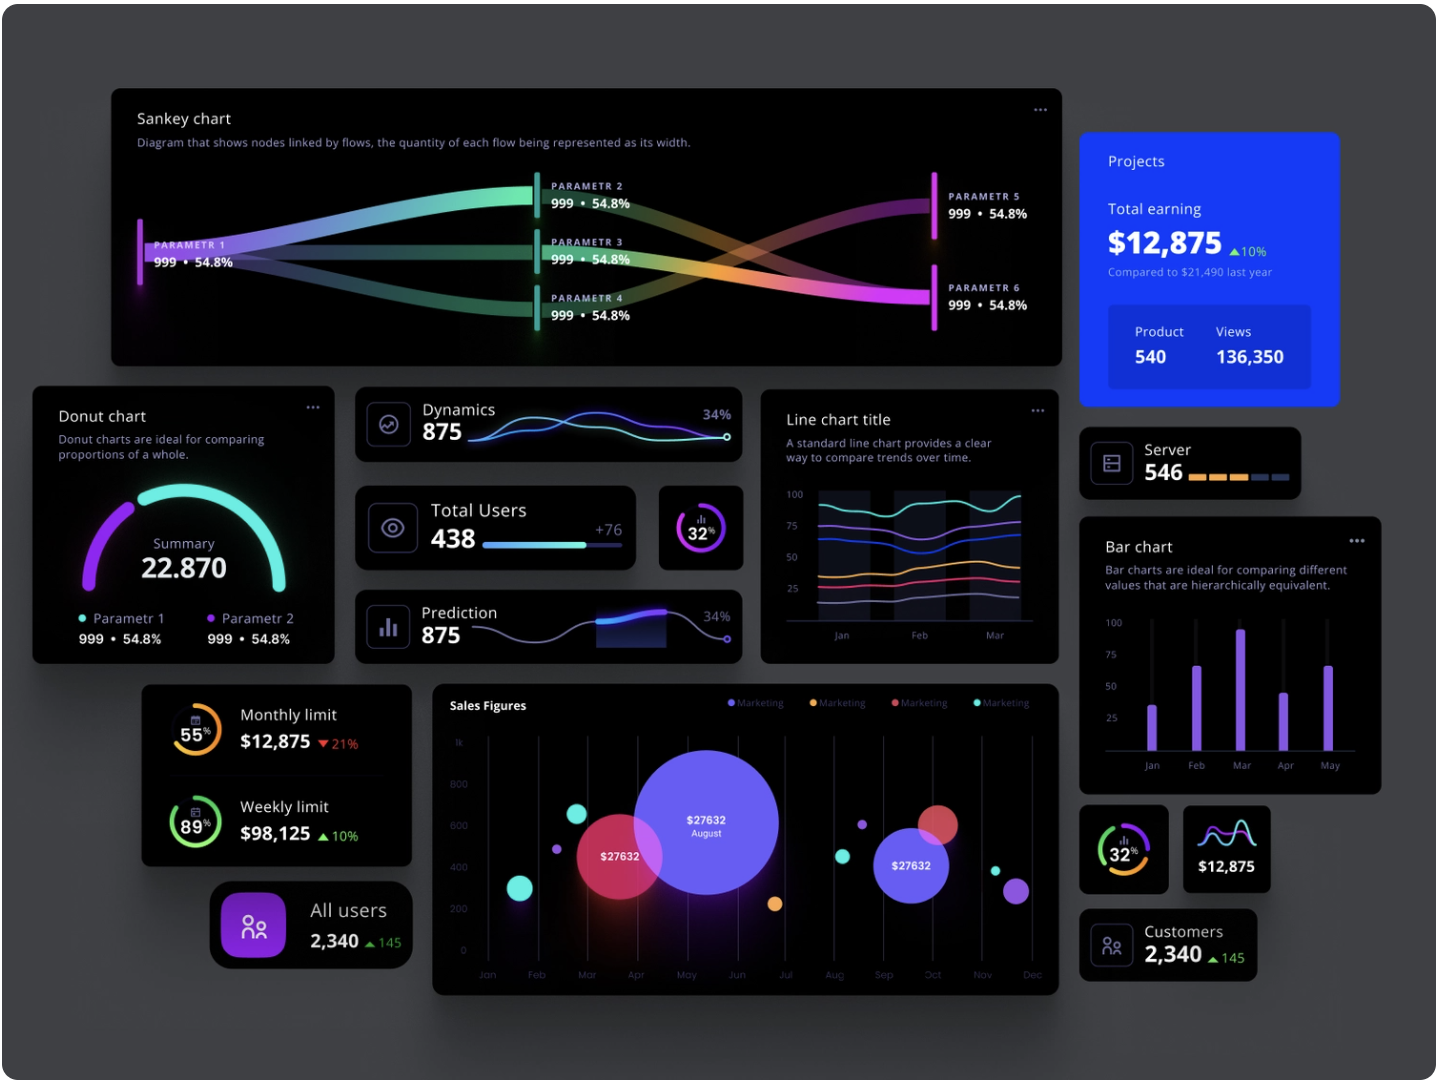 Sankey chart
Diagram that shows nodes linked by flows, the quantity of each flow being represented as its width.
PARAMETR 1
999 • 54.8%
PARAMETR 2
999 • 54.8%
PARAMETR 3
999 • 54.8%
PARAMETR 4
999 • 54.8%
PARAMETR 5
999 • 54.8%
PARAMETR 6
999 • 54.8%
Projects
Total earning
$12,875 10%
Compared to $21,490 last year
Product Views
540 136,350
Donut chart
Donut charts are ideal for comparing
proportions of a whole.
Summary
22.870
Parametr 1 Parametr 2
999 • 54.8% 999 • 54.8%
Dynamics
875
34%
Total Users
438
+76
32%
Prediction
875
34%
Line chart title
A standard line chart provides a clear
way to compare trends over time.
100
75
50
25
Jan Feb Mar
Server
546
Bar chart
Bar charts are ideal for comparing different
values that are hierarchically equivalent.
100
75
50
25
Jan Feb Mar Apr May
55%
Monthly limit
$12,875 21%
89%
Weekly limit
$98,125 10%
All users
2,340 145
Sales Figures
Marketing Marketing Marketing Marketing
1k
800
600
400
200
0
$27632
August
$27632
$27632
Jan Feb Mar Apr May Jun Jul Aug Sep Oct Nov Dec
32%
$12,875
Customers
2,340 145